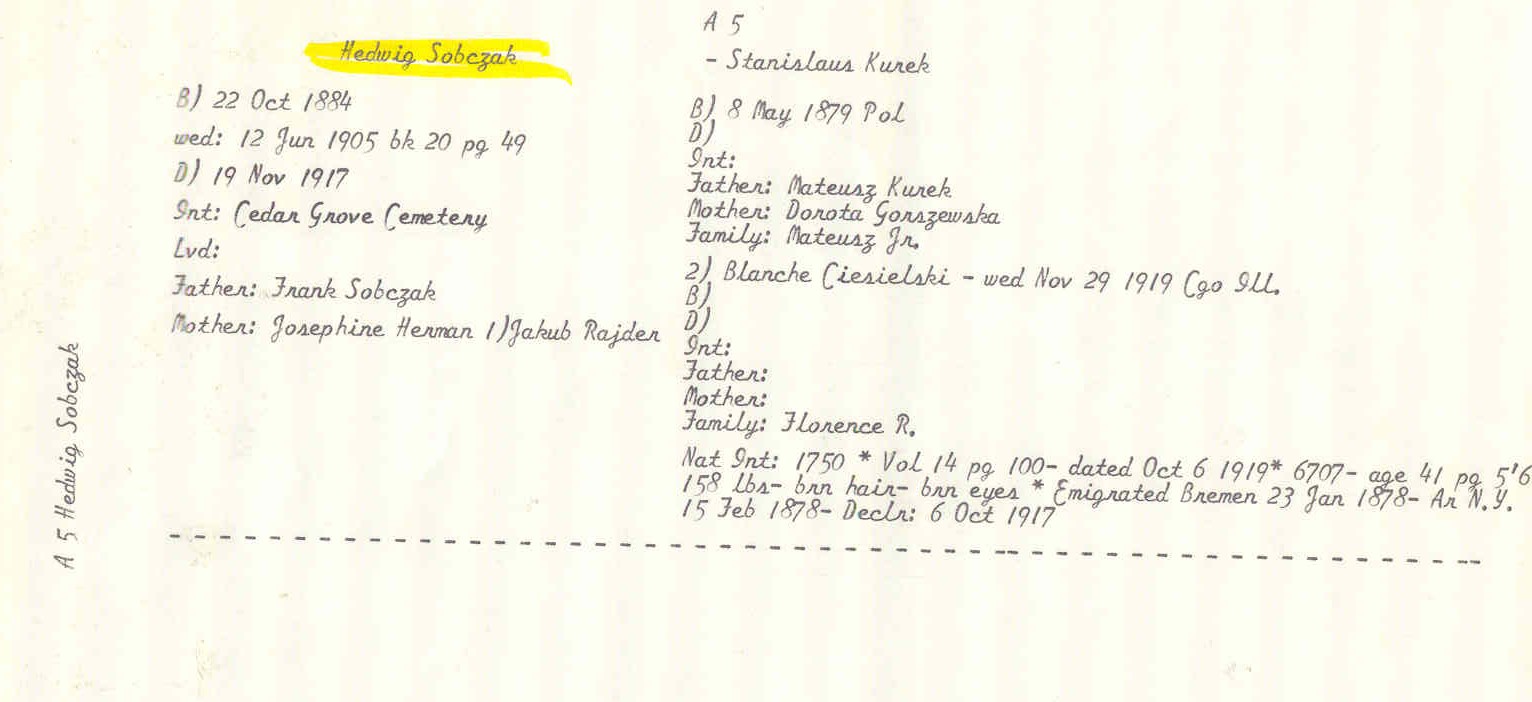 Hedwig Sobczak
B) 22 Oct 1884
wed: 12 Jun 1905 bk 20 pg 49
D) 19 Nov 1917
Int: Cedar Grove Cemetery
Lvd:
Father: Frank Sobczak
Mother: Josephine Herman 1)Jakub Rajder
A 5
- Stanislaus Kurek
B) 8 May 1879 Pol
D)
Int:
Father: Mateusz Kurek
Mother: Dorota Gorszewska
Family: Mateusz Jr.
2) Blanche Ciesielski - wed Nov 29 1919 Cgo Ill.
B)
D)
Int:
Father:
Mother:
Family: Florence R.
Nat Int: 1750 * Vol 14 pg 100- dated Oct 6 1919* 6707- age 41 pg 5'6
158 lbs- brn hair- brn eyes * Emigrated Bremen 23 Jan 1878- Ar N.Y.
15 Feb 1878- Declr: 6 Oct 1917
A 5 Hedwig Sobczak